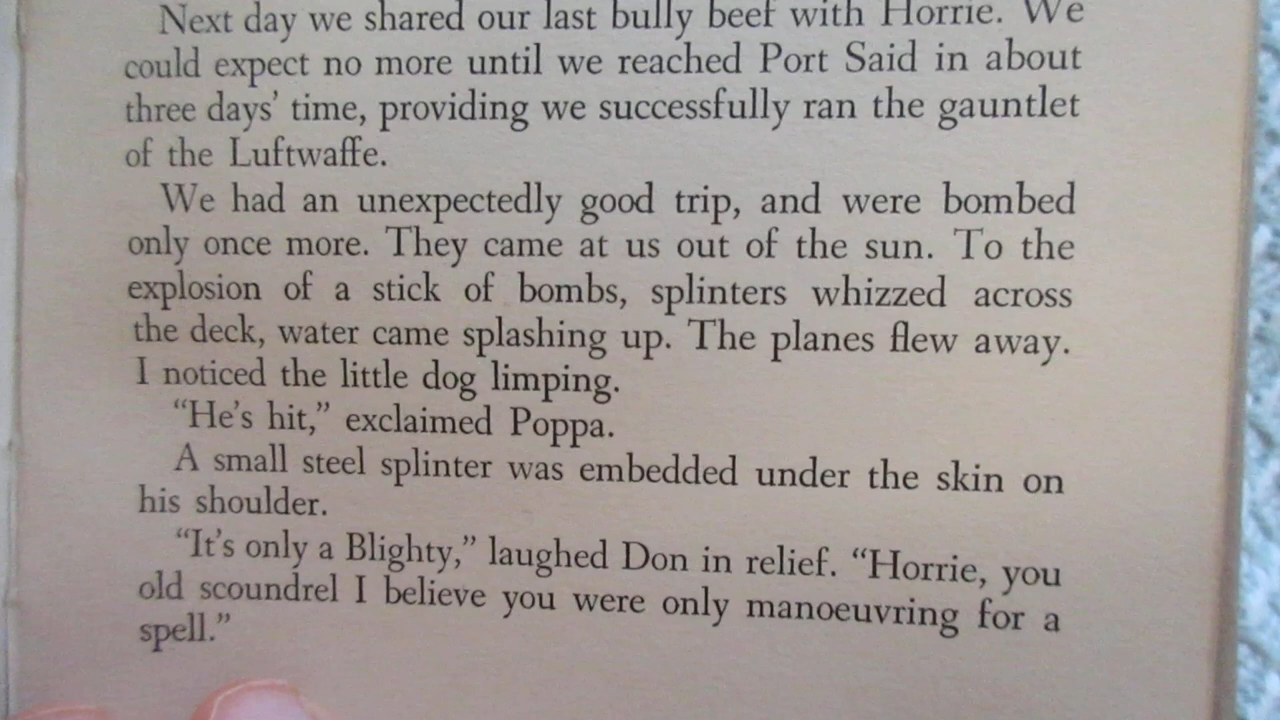 Next day we shared our last bully beef with Horrie. We
could expect no more until we reached Port Said in about
three days' time, providing we successfully ran the gauntlet
of the Luftwaffe.
We had an unexpectedly good trip, and were bombed
only once more. They came at us out of the sun. To the
explosion of a stick of bombs, splinters whizzed across
the deck, water came splashing up. The planes flew away.
I noticed the little dog limping.
“He's hit,” exclaimed Poppa.
A small steel splinter was embedded under the skin on
his shoulder.
“It's only a Blighty,” laughed Don in relief. “Horrie, you
old scoundrel I believe you were only manoeuvring for a
spell.”